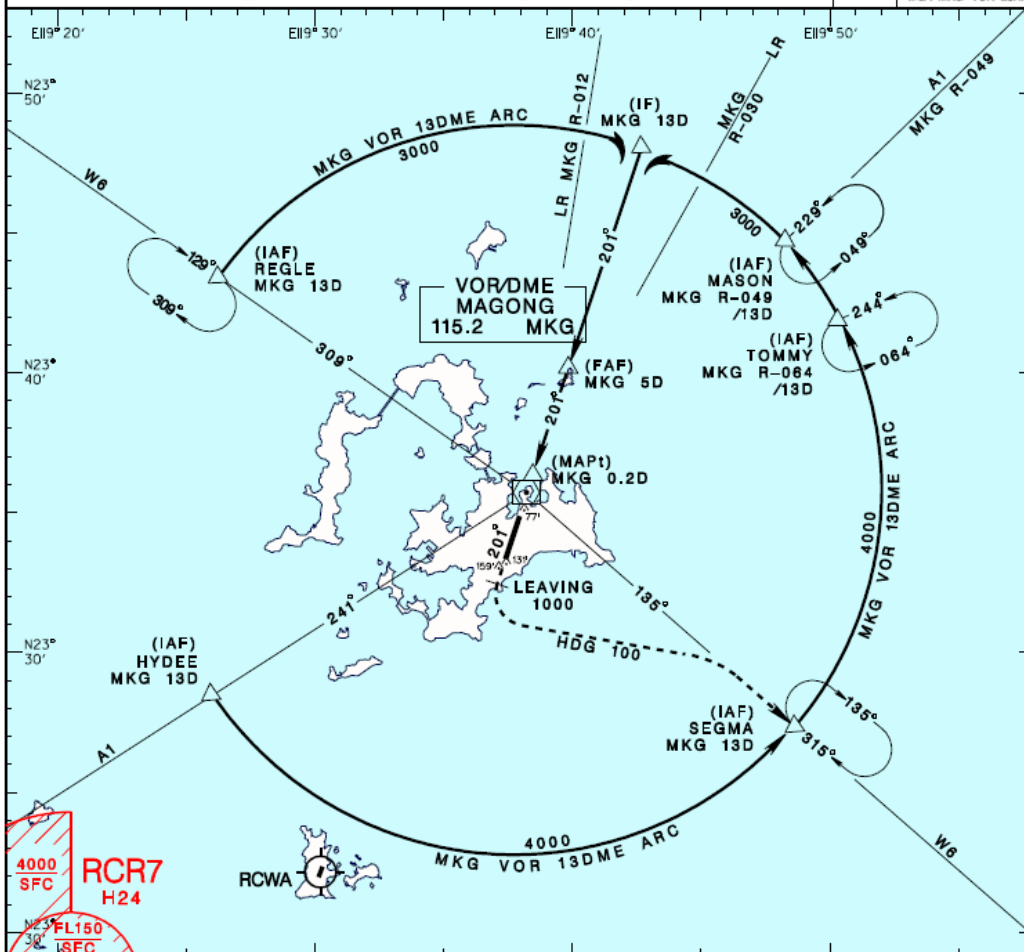 E119° 20'
E119° 30'
E119° 40'
E119° 50'
N23°
50'
A1
MKG R-049
LR
MKG
R-030
LR MKG R-012
(IF)
MKG 13D
MKG VOR 13DME ARC
3000
W6
129°
309°
(IAF)
REGLE
MKG 13D
201°
3000
229°
049°
(IAF)
MASON
MKG R-049
/13D
244°
064°
(IAF)
TOMMY
MKG R-064
/13D
VOR/DME
MAGONG
115.2 MKG
309°
N23°
40'
(FAF)
MKG 5D
201°
(MAPt)
MKG 0.2D
77'
201°
159'
131'
LEAVING
1000
135°
HDG 100
4000
MKG VOR 13DME ARC
241°
N23°
30'
(IAF)
HYDEE
MKG 13D
A1
(IAF)
SEGMA
MKG 13D
135°
315°
W6
4000
MKG VOR 13DME ARC
RCWA
4000
SFC
RCR7
H24
FL150
SFC
N23°
30'